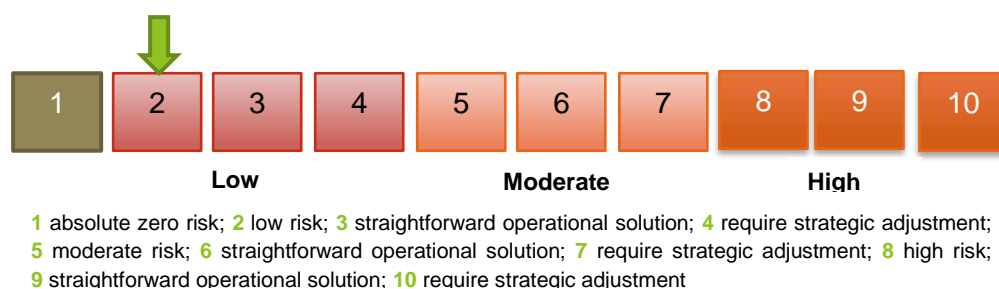 1 2 3 4 5 6 7 8 9 10
Low Moderate High
1 absolute zero risk; 2 low risk; 3 straightforward operational solution; 4 require strategic adjustment;
5 moderate risk; 6 straightforward operational solution; 7 require strategic adjustment; 8 high risk;
9 straightforward operational solution; 10 require strategic adjustment